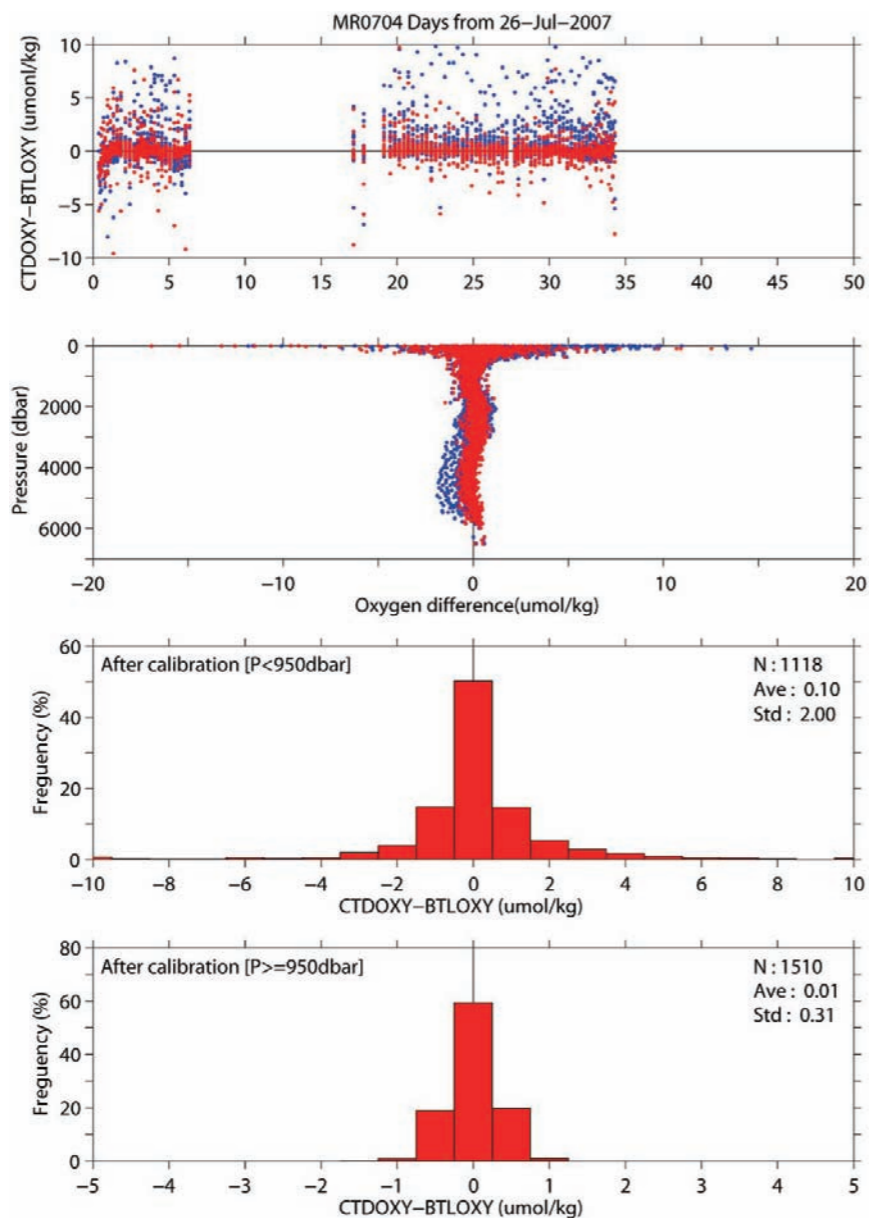 MR0704 Days from 26−Jul−2007
CTDOXY−BTLOXY (umonl/kg)
10
5
0
−5
−10
0 5 10 15 20 25 30 35 40 45 50
Pressure (dbar)
0
2000
4000
6000
−20 −10 0 10 20
Oxygen difference(umol/kg)
After calibration [P<950dbar]
N : 1118
Ave : 0.10
Std : 2.00
Freguency (%)
60
40
20
0
-10 −8 −6 −4 −2 0 2 4 6 8 10
CTDOXY−BTLOXY (umol/kg)
After calibration [P>=950dbar]
N : 1510
Ave : 0.01
Std : 0.31
Freguency (%)
80
60
40
20
0
−5 −4 −3 −2 −1 0 1 2 3 4 5
CTDOXY−BTLOXY (umol/kg)